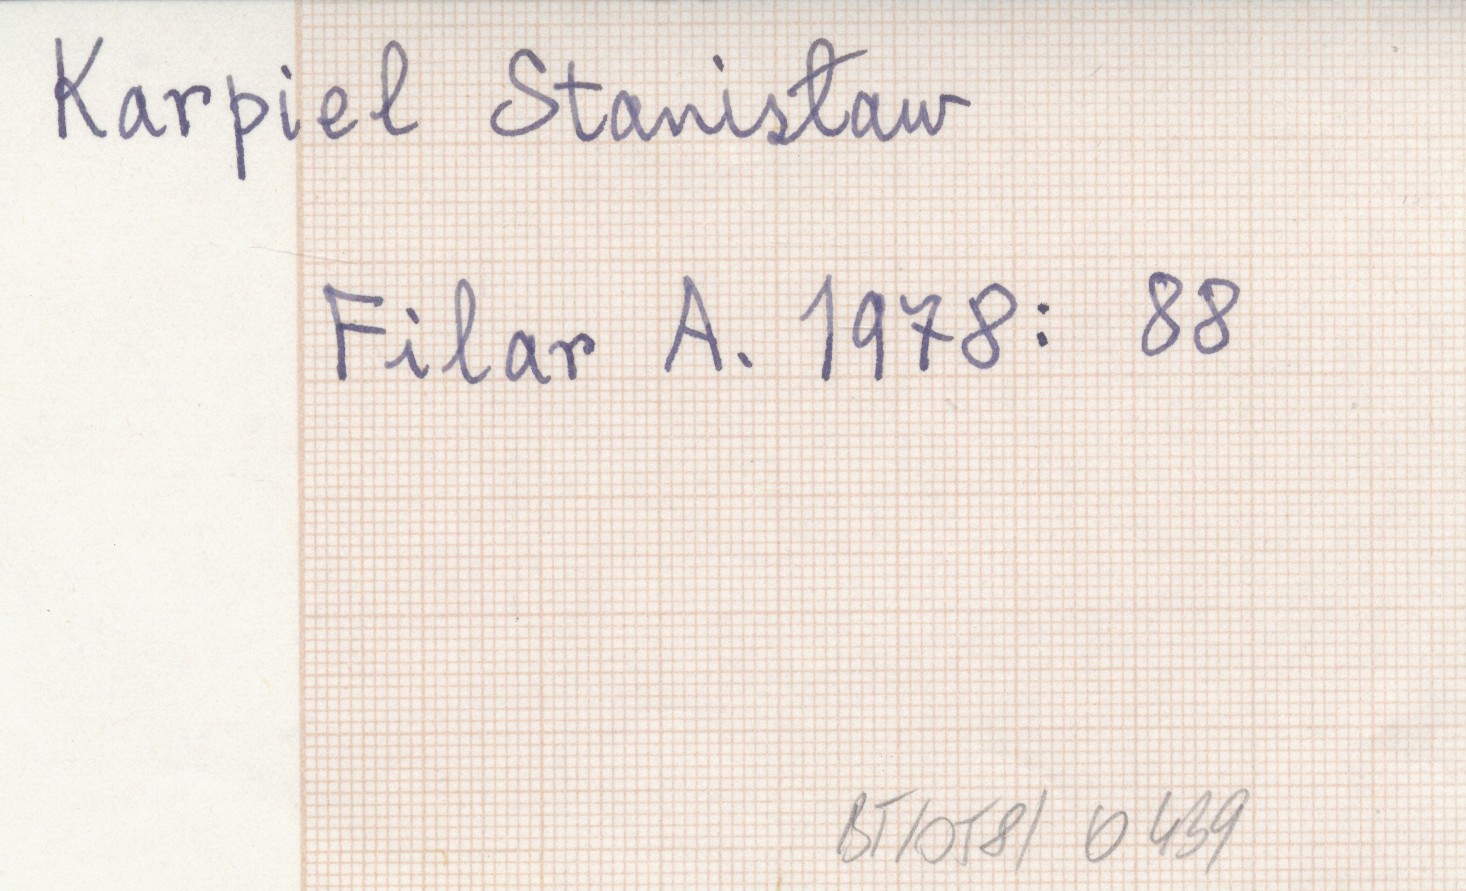 Karpiel Stanisław
Filar A. 1978: 88
BT/OT8/ 0439